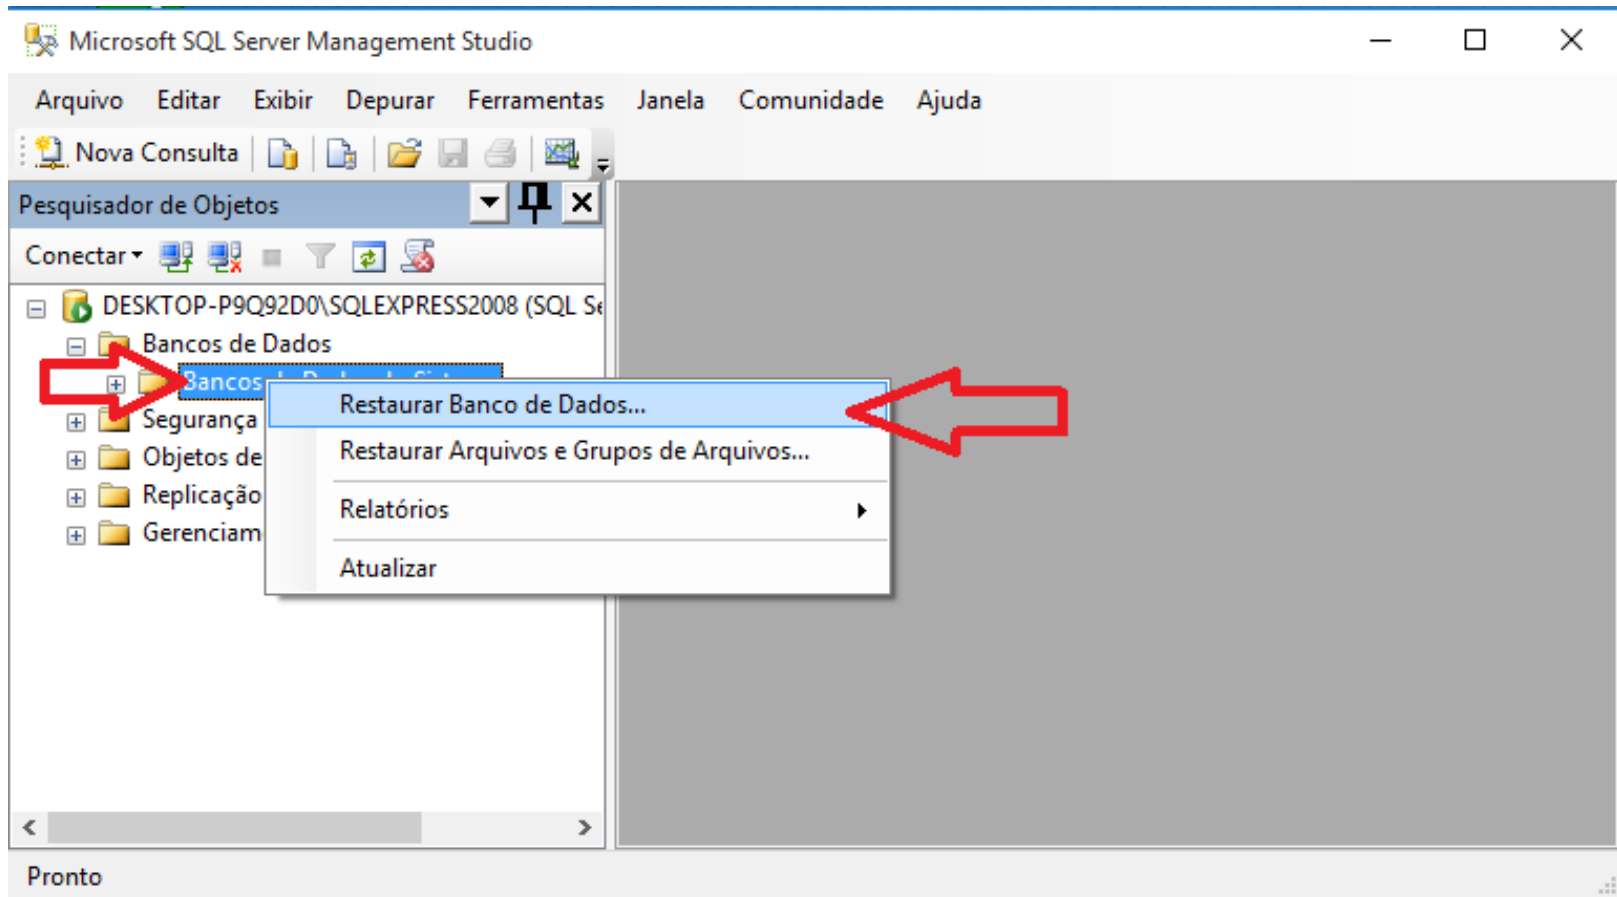 Microsoft SQL Server Management Studio
Arquivo Editar Exibir Depurar Ferramentas Janela Comunidade Ajuda
Nova Consulta
Pesquisador de Objetos
Conectar
DESKTOP-P9Q92D0\SQLEXPRESS2008 (SQL Se
Bancos de Dados
Bancos
Restaurar Banco de Dados...
Segurança
Restaurar Arquivos e Grupos de Arquivos...
Objetos de
Replicação
Relatórios
Gerenciam
Atualizar
Pronto